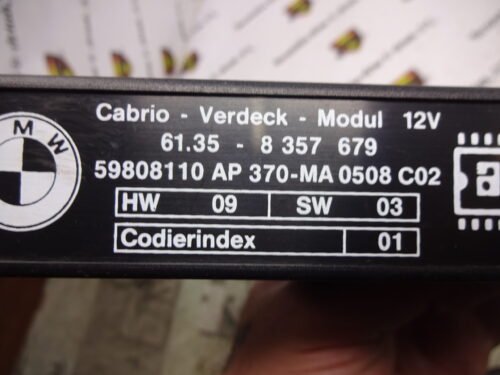 Cabrio - Verdeck - Modul 12V
61.35 - 8 357 679
59808110 AP 370-MA 0508 C02
HW 09 SW 03
Codierindex 01
M W